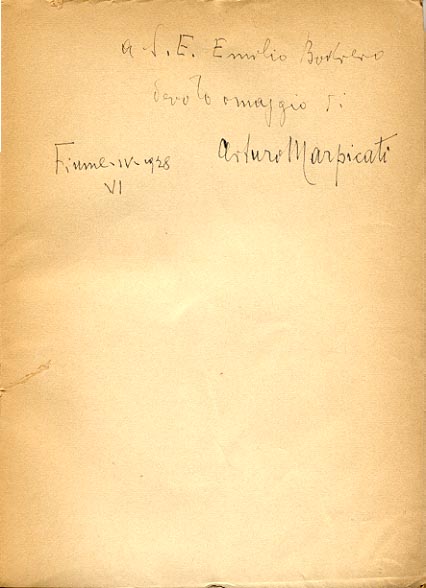 a S. E. Emilio Bodrero
devoto omaggio di
Arturo Marpicati
Fiume-IV-1928
VI